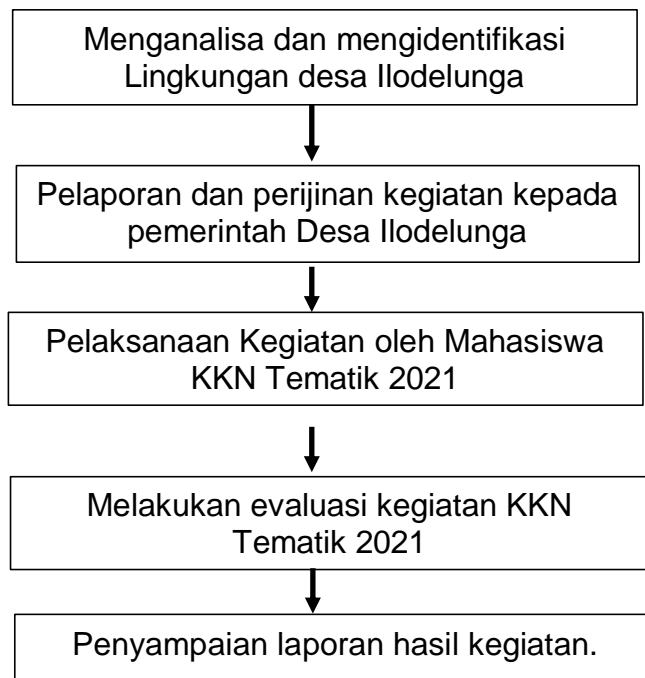 Menganalisa dan mengidentifikasi
Lingkungan desa Ilodelunga
Pelaporan dan perijinan kegiatan kepada
pemerintah Desa Ilodelunga
Pelaksanaan Kegiatan oleh Mahasiswa
KKN Tematik 2021
Melakukan evaluasi kegiatan KKN
Tematik 2021
Penyampaian laporan hasil kegiatan.